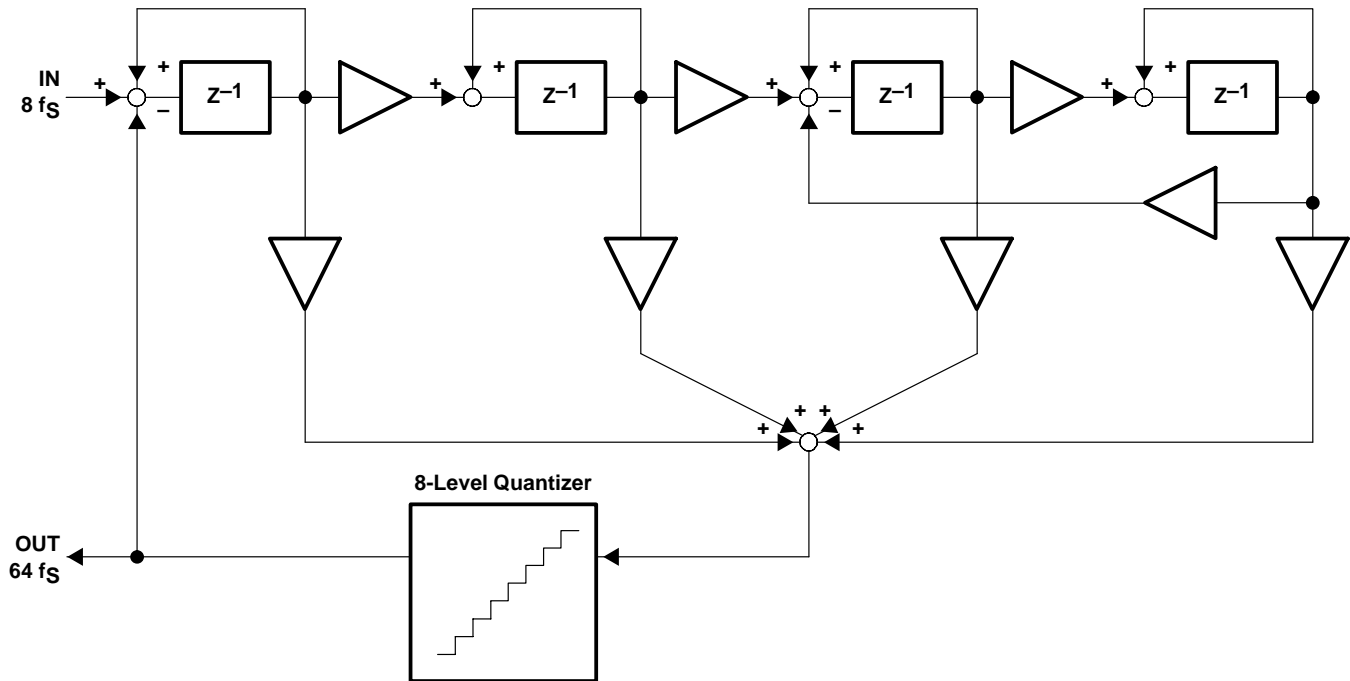 IN
8 fS
+
+
–
Z–1
+
+
Z–1
+
+
–
Z–1
+
+
Z–1
+
+
+
+
8-Level Quantizer
OUT
64 fS